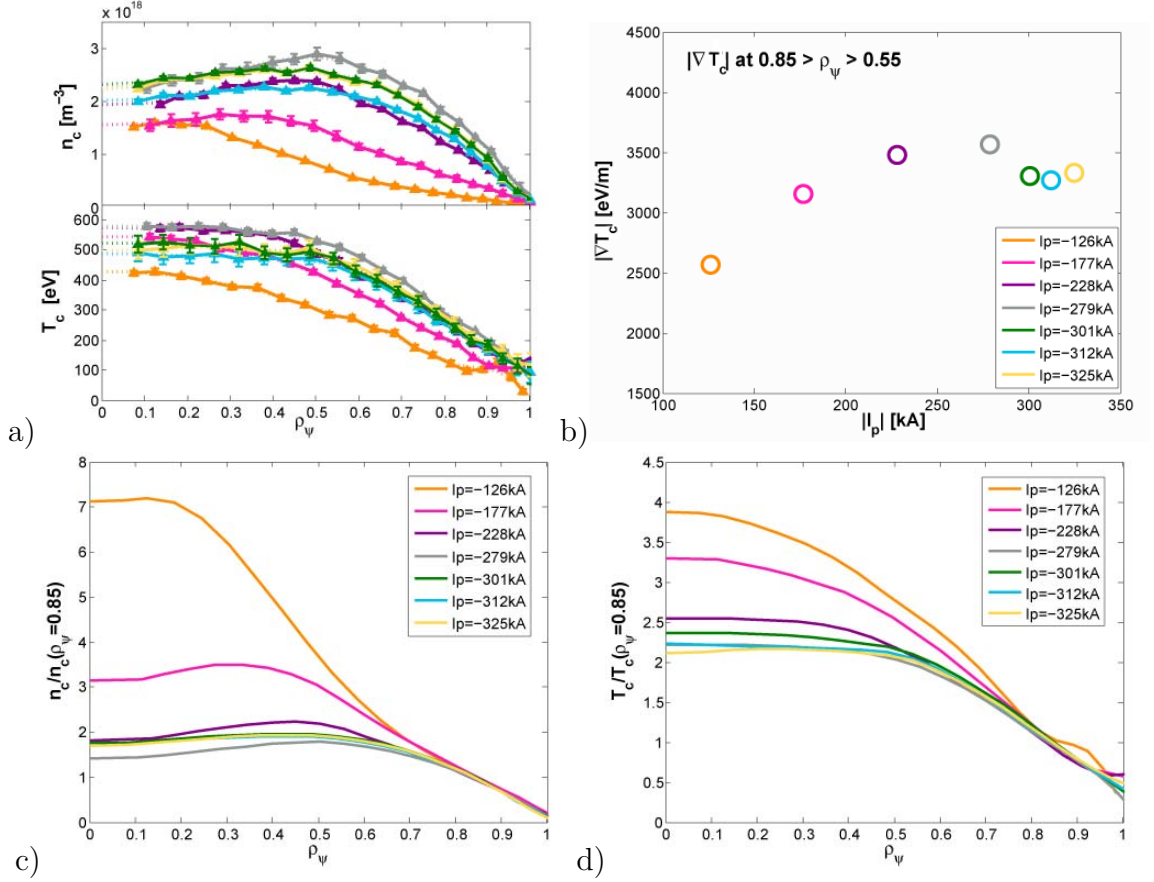 x 10^18
3
2
1
0
n_c [m^−3]
600
500
400
300
200
100
0
T_c [eV]
0 0.1 0.2 0.3 0.4 0.5 0.6 0.7 0.8 0.9 1
ρ_ψ
a)
4500
4000
3500
3000
2500
2000
1500
|∇T_c| [eV/m]
|∇ T_c| at 0.85 > ρ_ψ > 0.55
Ip=−126kA
Ip=−177kA
Ip=−228kA
Ip=−279kA
Ip=−301kA
Ip=−312kA
Ip=−325kA
100 150 200 250 300 350
|I_p| [kA]
b)
8
7
6
5
4
3
2
1
0
n_c/n_c(ρ_ψ=0.85)
Ip=−126kA
Ip=−177kA
Ip=−228kA
Ip=−279kA
Ip=−301kA
Ip=−312kA
Ip=−325kA
0 0.1 0.2 0.3 0.4 0.5 0.6 0.7 0.8 0.9 1
ρ_ψ
c)
4.5
4
3.5
3
2.5
2
1.5
1
0.5
0
T_c/T_c(ρ_ψ=0.85)
Ip=−126kA
Ip=−177kA
Ip=−228kA
Ip=−279kA
Ip=−301kA
Ip=−312kA
Ip=−325kA
0 0.1 0.2 0.3 0.4 0.5 0.6 0.7 0.8 0.9 1
ρ_ψ
d)